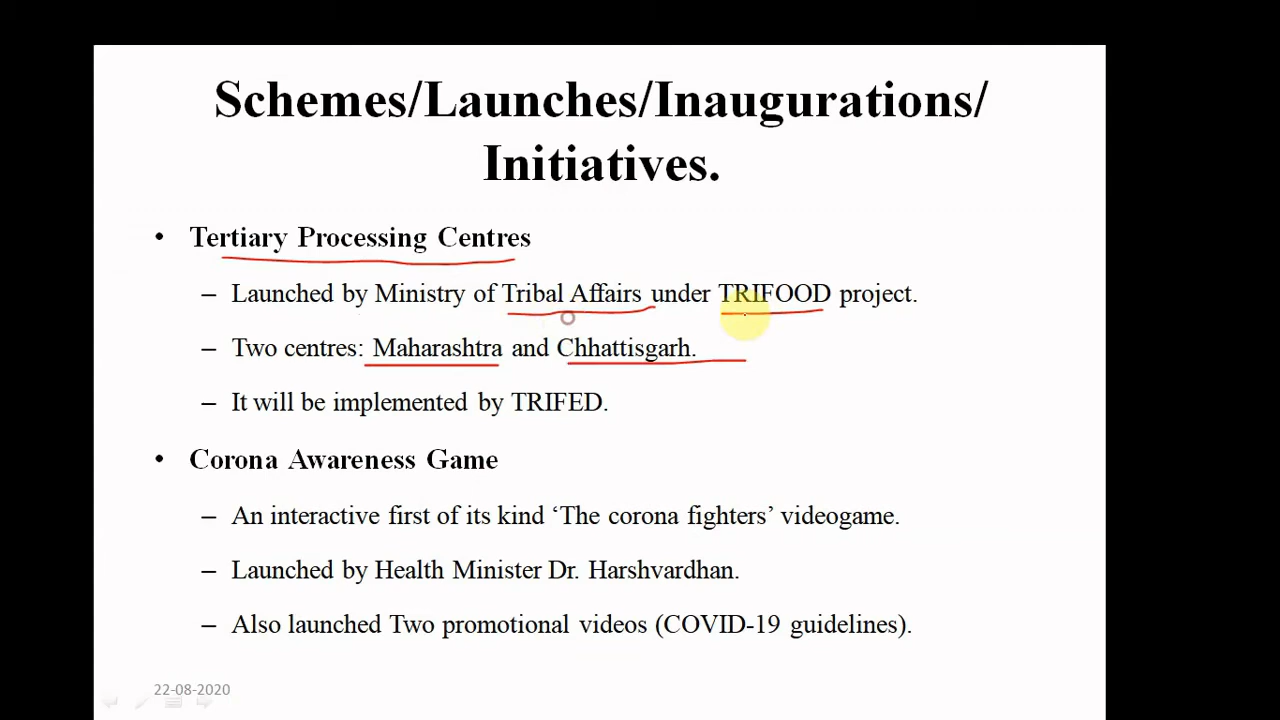 Schemes/Launches/Inaugurations/
Initiatives.
• Tertiary Processing Centres
– Launched by Ministry of Tribal Affairs under TRIFOOD project.
– Two centres: Maharashtra and Chhattisgarh.
– It will be implemented by TRIFED.
• Corona Awareness Game
– An interactive first of its kind ‘The corona fighters’ videogame.
– Launched by Health Minister Dr. Harshvardhan.
– Also launched Two promotional videos (COVID-19 guidelines).
22-08-2020